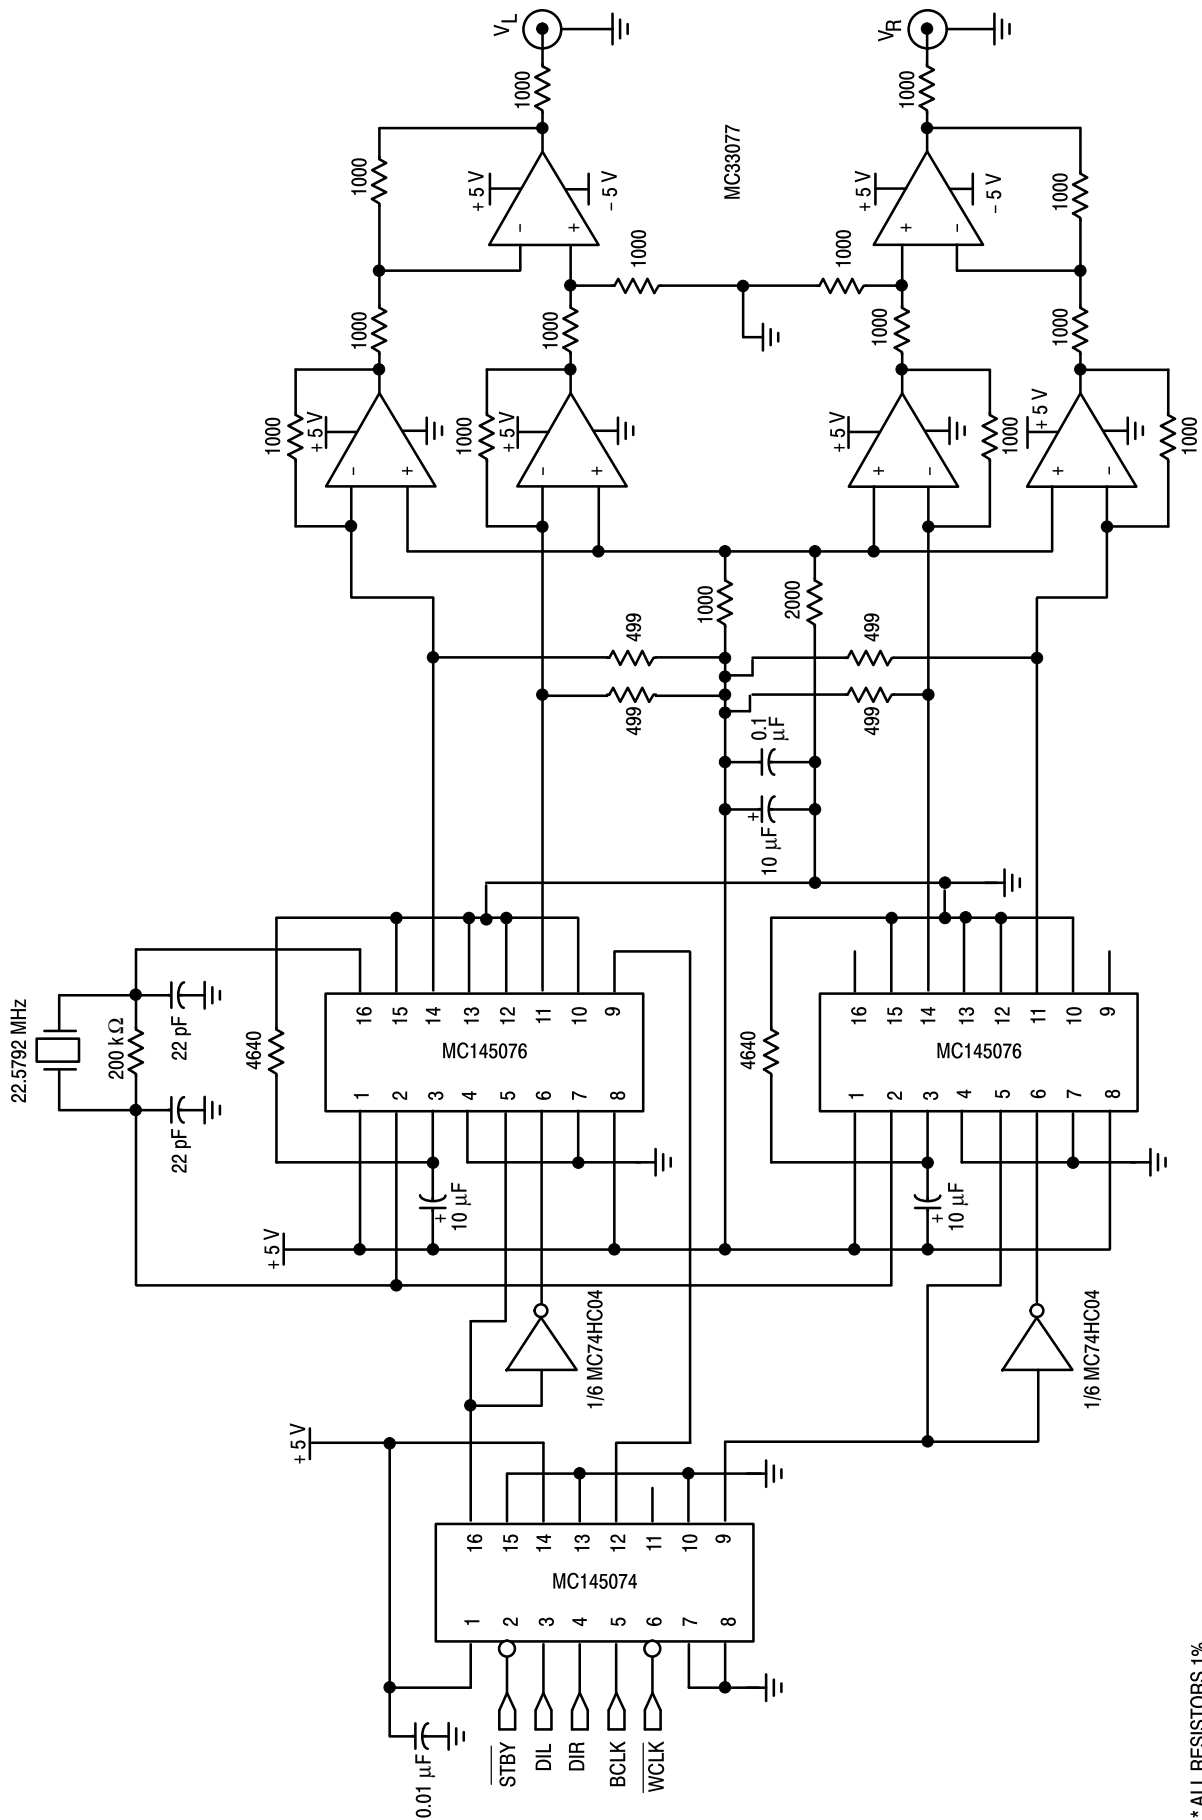 V_L
V_R
1000
1000
1000
1000
MC33077
+ 5 V
− 5 V
+ 5 V
− 5 V
-
+
+
-
1000
1000
1000
1000
1000
1000
1000
1000
1000
1000
1000
+ 5 V
+ 5 V
+ 5 V
+ 5 V
-
+
-
+
+
-
+
-
1000
2000
499
499
499
499
0.1
µF
+
10 µF
22.5792 MHz
200 kΩ
22 pF
22 pF
4640
4640
16 15 14 13 12 11 10 9
MC145076
1 2 3 4 5 6 7 8
16 15 14 13 12 11 10 9
MC145076
1 2 3 4 5 6 7 8
+
10 µF
+
10 µF
+ 5 V
1/6 MC74HC04
1/6 MC74HC04
+ 5 V
16 15 14 13 12 11 10 9
MC145074
1 2 3 4 5 6 7 8
0.01 µF
STBY
DIL
DIR
BCLK
WCLK
* ALL RESISTORS 1%